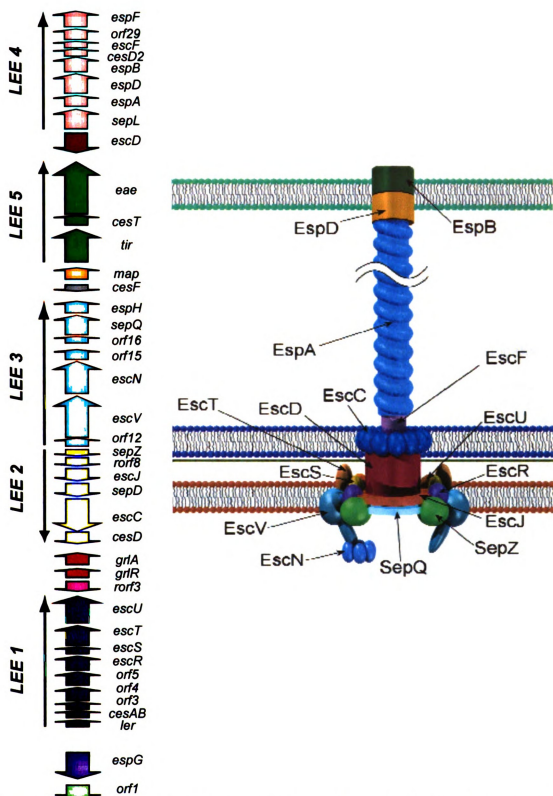 LEE 4
espF
orf29
escF
cesD2
espB
espD
espA
sepL
escD
LEE 5
eae
cesT
tir
map
cesF
LEE 3
espH
sepQ
orf16
orf15
escN
escV
orf12
LEE 2
sepZ
rorf8
escJ
sepD
escC
cesD
grlA
grlR
rorf3
LEE 1
escU
escT
escS
escR
orf5
orf4
orf3
cesAB
ler
espG
orf1
EspD
EspB
EspA
EscF
EscC
EscT
EscD
EscU
EscS
EscR
EscV
EscJ
SepZ
EscN
SepQ